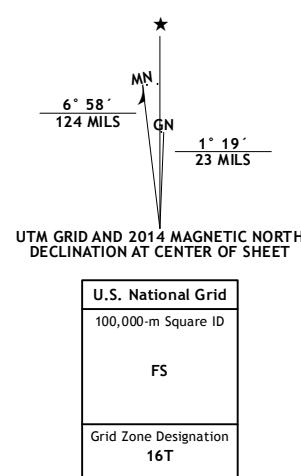 ★
MN
6° 58´
124 MILS
GN
1° 19´
23 MILS
UTM GRID AND 2014 MAGNETIC NORTH
DECLINATION AT CENTER OF SHEET
U.S. National Grid
100,000-m Square ID
FS
Grid Zone Designation
16T